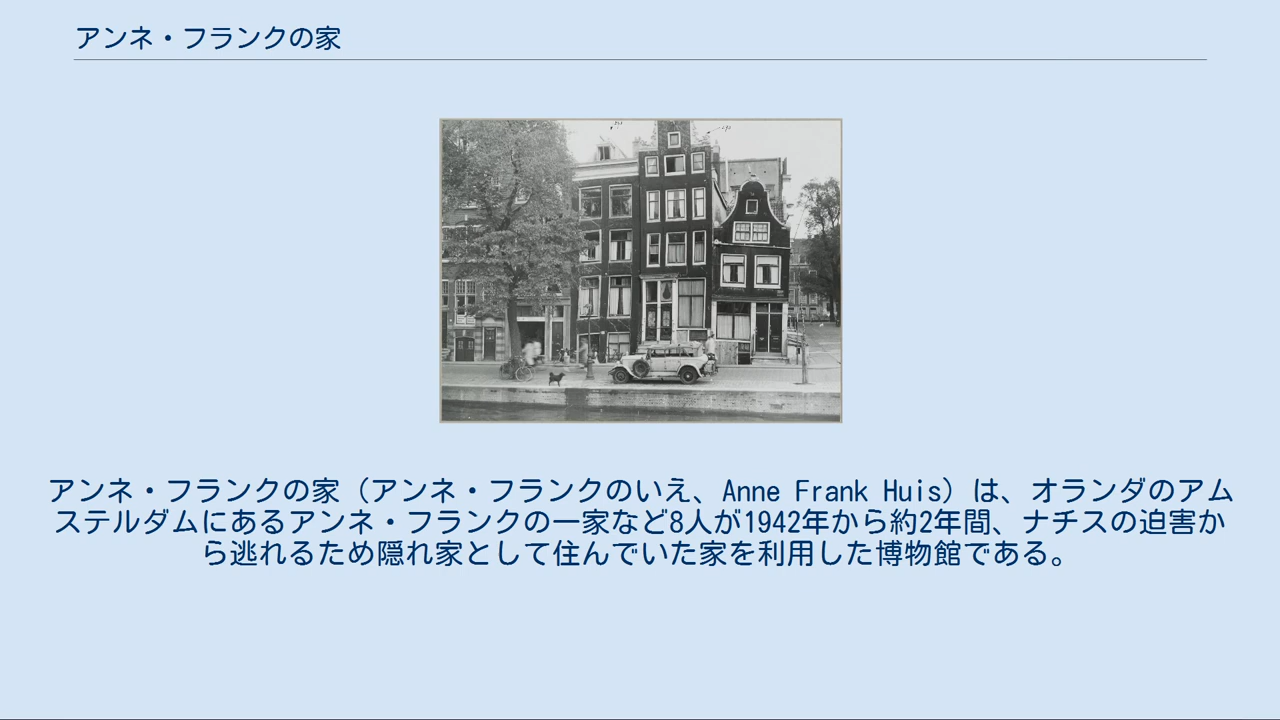 アンネ・フランクの家
アンネ・フランクの家（アンネ・フランクのいえ、Anne Frank Huis）は、オランダのアム
ステルダムにあるアンネ・フランクの一家など8人が1942年から約2年間、ナチスの迫害か
ら逃れるため隠れ家として住んでいた家を利用した博物館である。